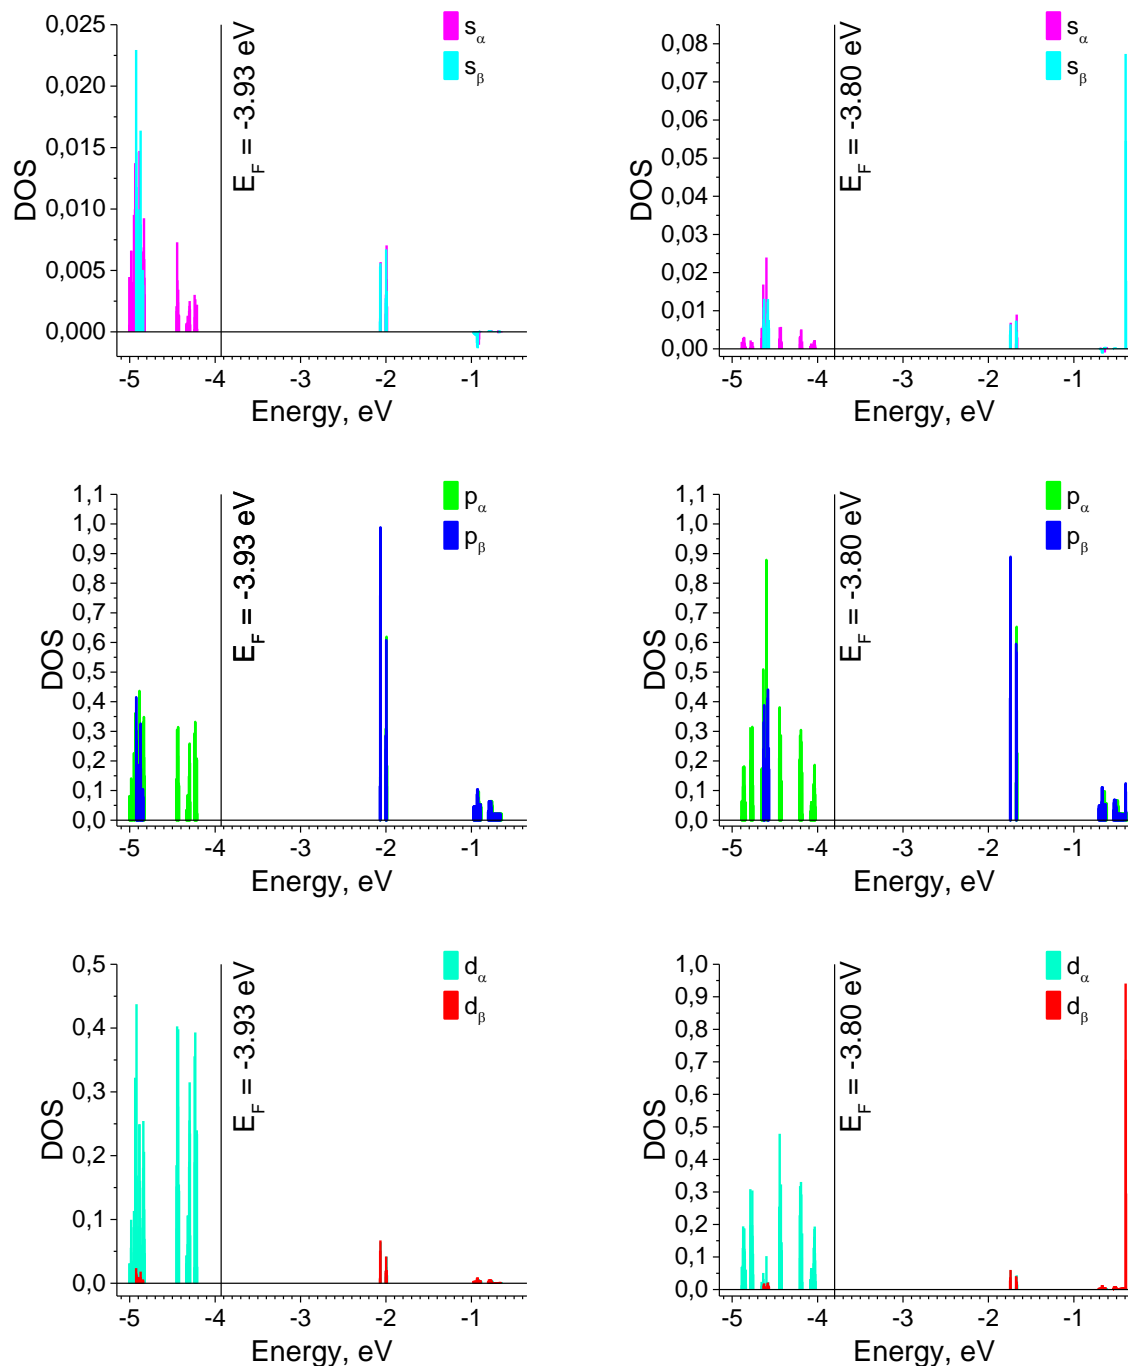 0,025
0,020
0,015
0,010
0,005
0,000
DOS
E_F = -3.93 eV
s_α
s_β
-5 -4 -3 -2 -1
Energy, eV
0,08
0,07
0,06
0,05
0,04
0,03
0,02
0,01
0,00
DOS
E_F = -3.80 eV
s_α
s_β
-5 -4 -3 -2 -1
Energy, eV
1,1
1,0
0,9
0,8
0,7
0,6
0,5
0,4
0,3
0,2
0,1
0,0
DOS
E_F = -3.93 eV
p_α
p_β
-5 -4 -3 -2 -1
Energy, eV
1,1
1,0
0,9
0,8
0,7
0,6
0,5
0,4
0,3
0,2
0,1
0,0
DOS
E_F = -3.80 eV
p_α
p_β
-5 -4 -3 -2 -1
Energy, eV
0,5
0,4
0,3
0,2
0,1
0,0
DOS
E_F = -3.93 eV
d_α
d_β
-5 -4 -3 -2 -1
Energy, eV
1,0
0,9
0,8
0,7
0,6
0,5
0,4
0,3
0,2
0,1
0,0
DOS
E_F = -3.80 eV
d_α
d_β
-5 -4 -3 -2 -1
Energy, eV